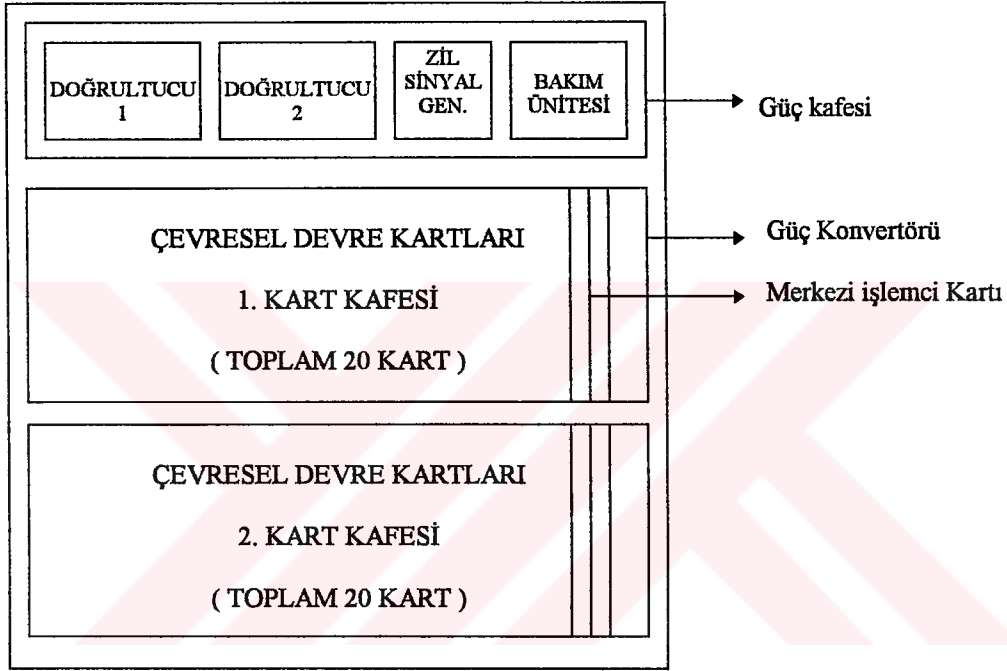 DOĞRULTUCU
1
DOĞRULTUCU
2
ZİL
SİNYAL
GEN.
BAKIM
ÜNİTESİ
Güç kafesi
ÇEVRESEL DEVRE KARTLARI
1. KART KAFESİ
( TOPLAM 20 KART )
Güç Konvertörü
Merkezi işlemci Kartı
ÇEVRESEL DEVRE KARTLARI
2. KART KAFESİ
( TOPLAM 20 KART )